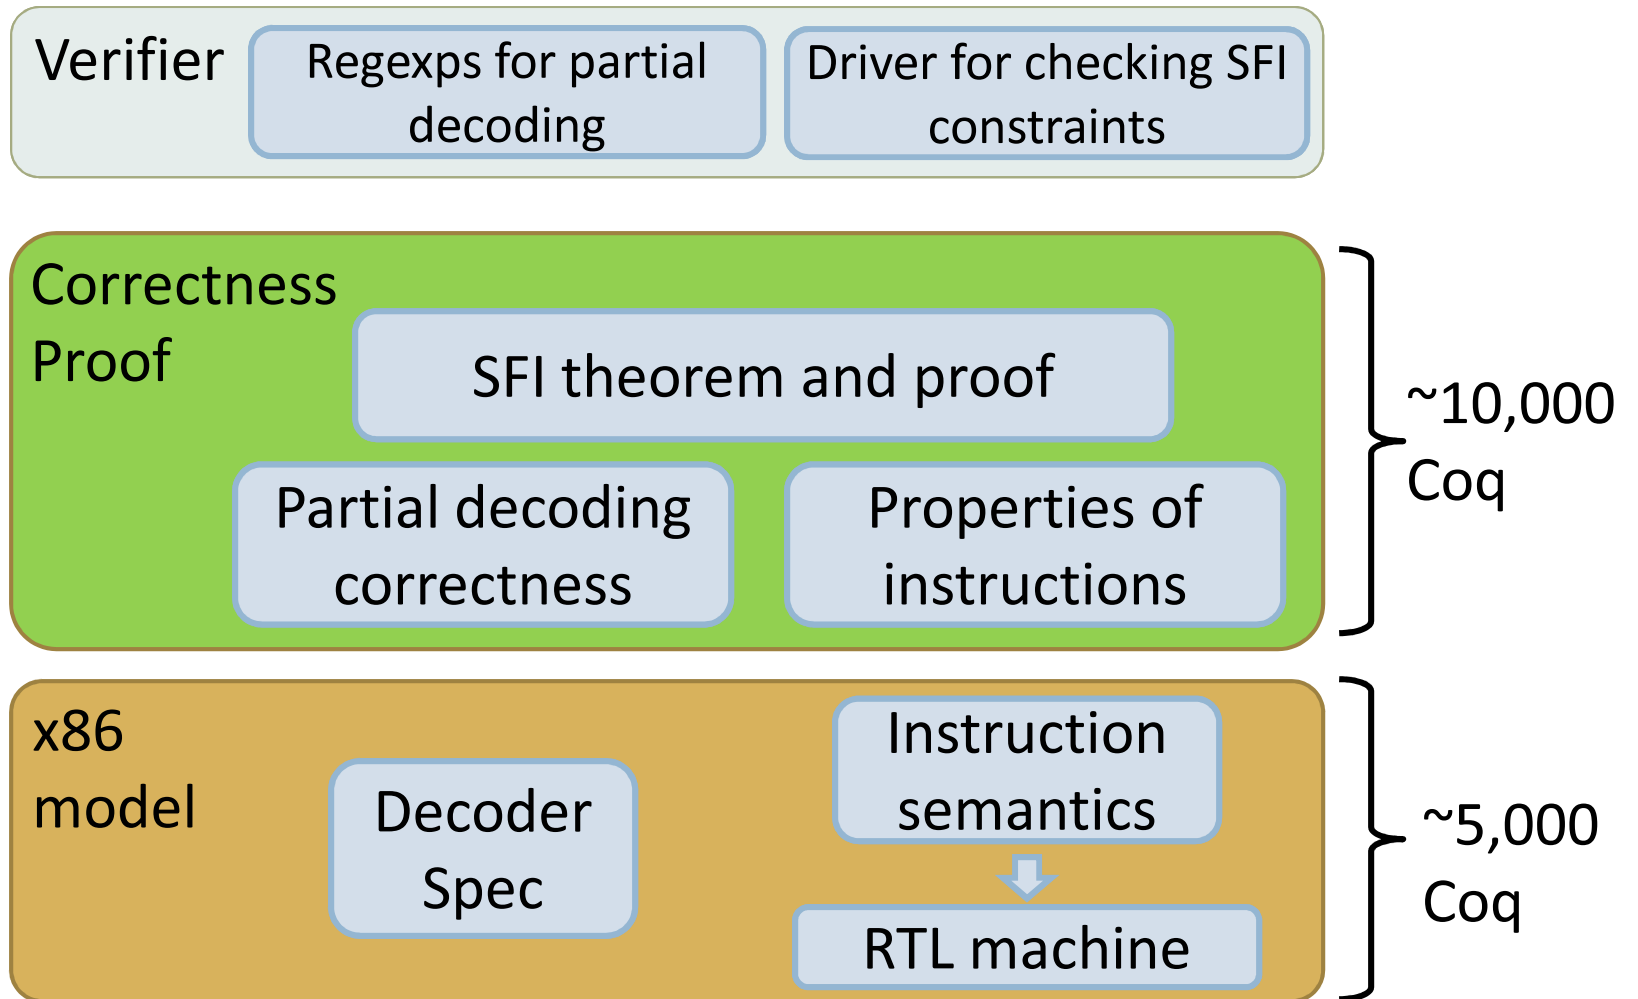 Verifier
Regexps for partial
decoding
Driver for checking SFI
constraints
Correctness
Proof
SFI theorem and proof
Partial decoding
correctness
Properties of
instructions
~10,000
Coq
x86
model
Decoder
Spec
Instruction
semantics
RTL machine
~5,000
Coq